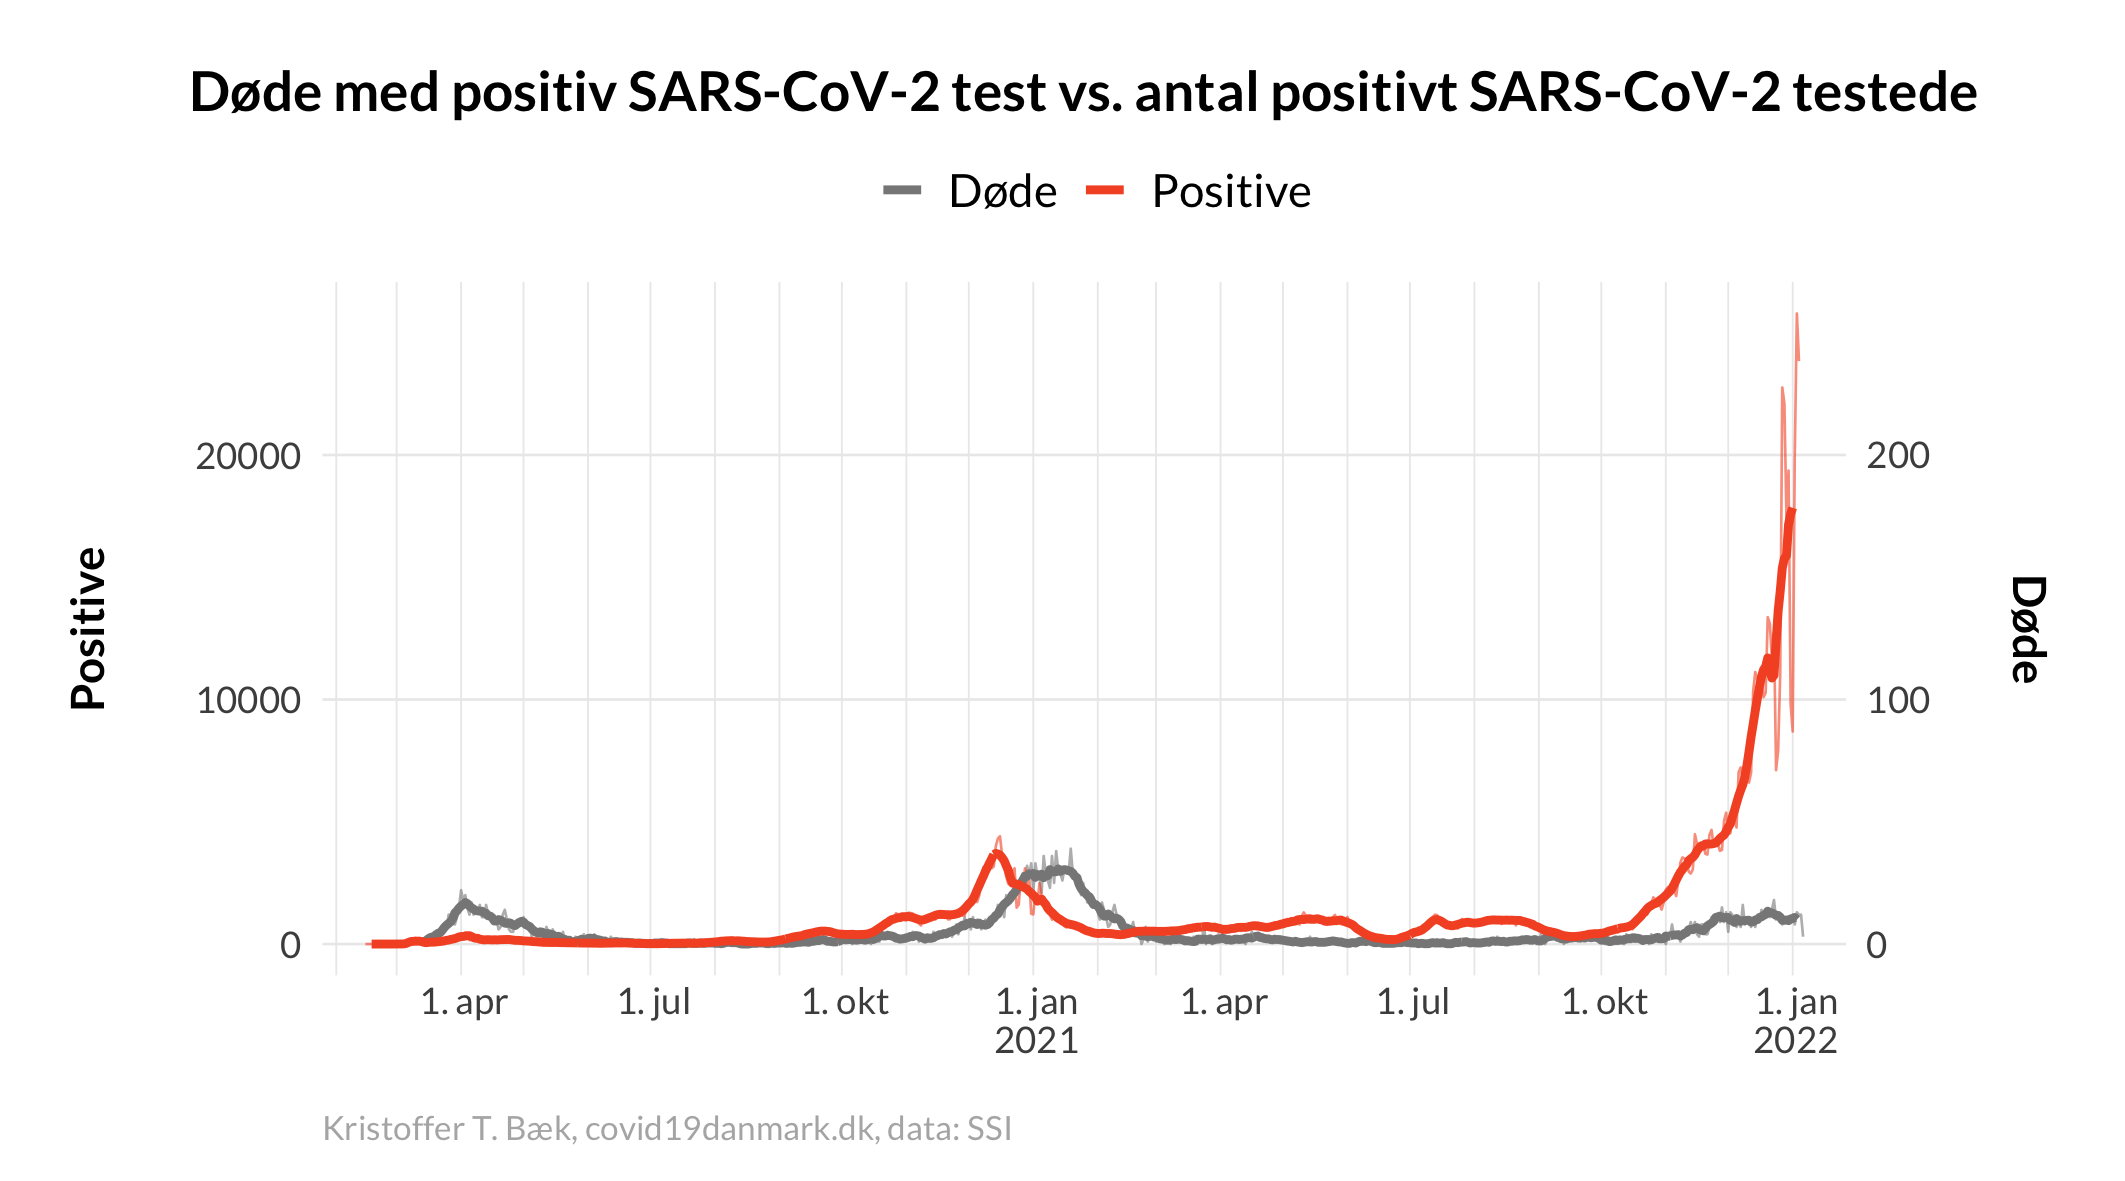 Døde med positiv SARS-CoV-2 test vs. antal positivt SARS-CoV-2 testede
Døde Positive
Positive
20000
10000
0
200
100
0
Døde
1. apr 1. jul 1. okt 1. jan 1. apr 1. jul 1. okt 1. jan
2021 2022
Kristoffer T. Bæk, covid19danmark.dk, data: SSI